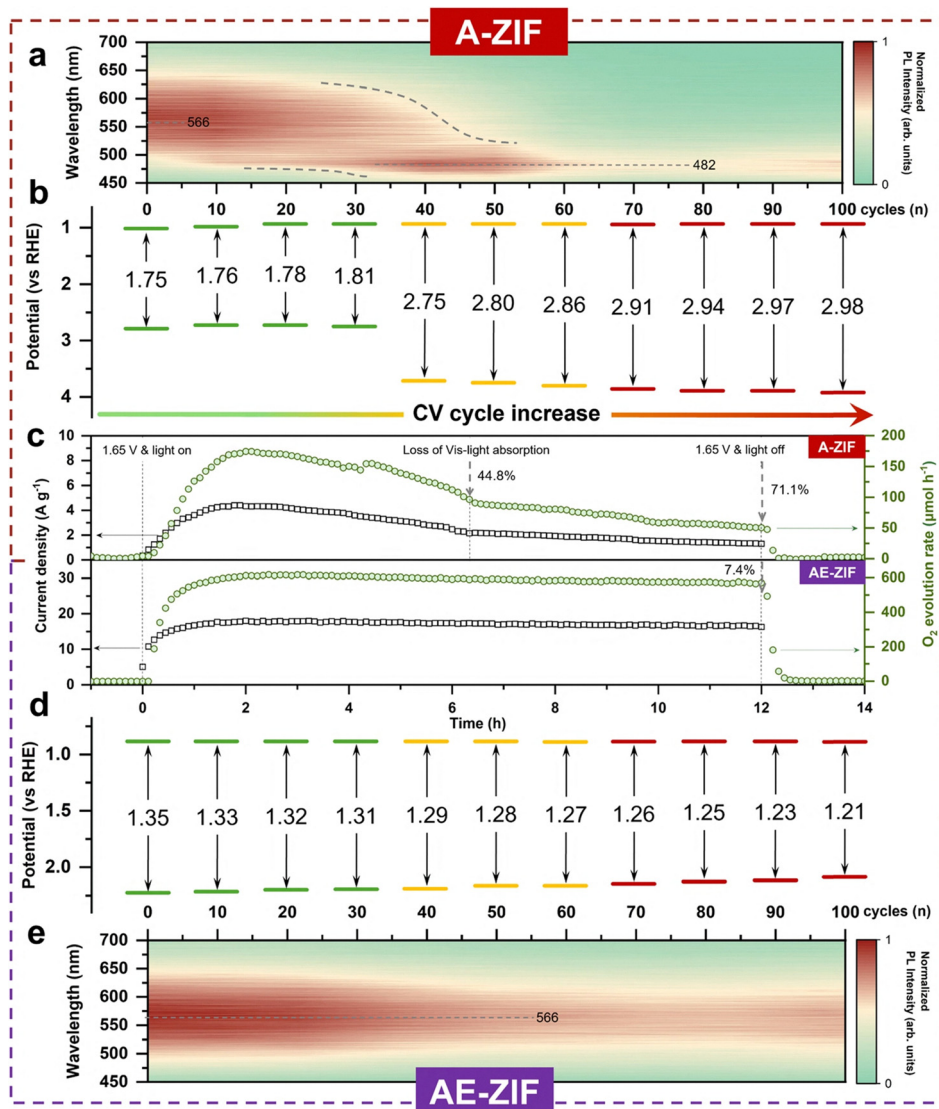 A-ZIF
a
Wavelength (nm)
700
650
600
550
500
450
566
482
1
0
Normalized
PL Intensity (arb. units)
b
0 10 20 30 40 50 60 70 80 90 100 cycles (n)
Potential (vs RHE)
1
2
3
4
1.75 1.76 1.78 1.81 2.75 2.80 2.86 2.91 2.94 2.97 2.98
CV cycle increase
c
1.65 V & light on
Loss of Vis-light absorption
1.65 V & light off
A-ZIF
44.8%
71.1%
10
8
6
4
2
0
200
150
100
50
0
Current density (A g⁻¹)
O₂ evolution rate (μmol h⁻¹)
AE-ZIF
7.4%
30
20
10
0
600
400
200
0
0 2 4 6 8 10 12 14
Time (h)
d
Potential (vs RHE)
1.0
1.5
2.0
1.35 1.33 1.32 1.31 1.29 1.28 1.27 1.26 1.25 1.23 1.21
0 10 20 30 40 50 60 70 80 90 100 cycles (n)
e
Wavelength (nm)
700
650
600
550
500
450
566
1
0
Normalized
PL Intensity (arb. units)
AE-ZIF